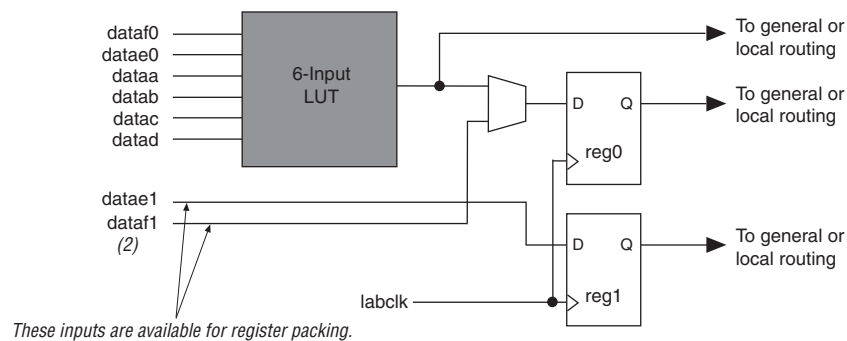 dataf0
datae0
dataa
datab
datac
datad
6-Input
LUT
To general or
local routing
D
Q
reg0
To general or
local routing
datae1
dataf1
(2)
D
Q
reg1
To general or
local routing
labclk
These inputs are available for register packing.